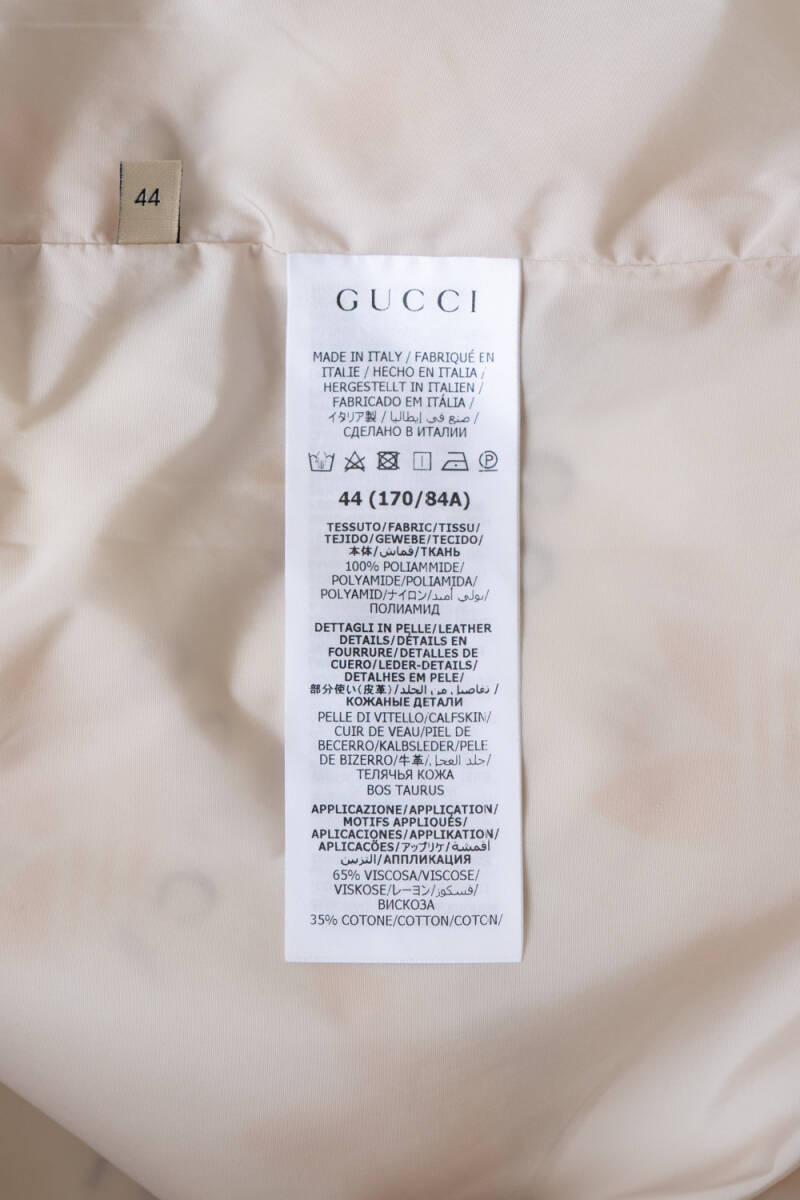 44
GUCCI
MADE IN ITALY / FABRIQUÉ EN
ITALIE / HECHO EN ITALIA /
HERGESTELLT IN ITALIEN /
FABRICADO EM ITÁLIA /
イタリア製 / صنع في إيطاليا /
СДЕЛАНО В ИТАЛИИ
P
44 (170/84A)
TESSUTO/FABRIC/TISSU/
TEJIDO/GEWEBE/TECIDO/
本体/قماش/ТКАНЬ
100% POLIAMMIDE/
POLYAMIDE/POLIAMIDA/
POLYAMID/ナイロン/بولي أميد/
ПОЛИАМИД
DETTAGLI IN PELLE/LEATHER
DETAILS/DÉTAILS EN
FOURRURE/DETALLES DE
CUERO/LEDER-DETAILS/
DETALHES EM PELE/
部分使い(皮革)/تفاصيل من الجلد /
КОЖАНЫЕ ДЕТАЛИ
PELLE DI VITELLO/CALFSKIN/
CUIR DE VEAU/PIEL DE
BECERRO/KALBSLEDER/PELE
DE BIZERRO/牛革/جلد العجل/
ТЕЛЯЧЬЯ КОЖА
BOS TAURUS
APPLICAZIONE/APPLICATION/
MOTIFS APPLIQUÉS/
APLICACIONES/APPLIKATION/
APLICAÇÕES/アップリケ/أقمشة
التزيين/АППЛИКАЦИЯ
65% VISCOSA/VISCOSE/
VISKOSE/レーヨン/فسكوز/
ВИСКОЗА
35% COTONE/COTTON/COTON/